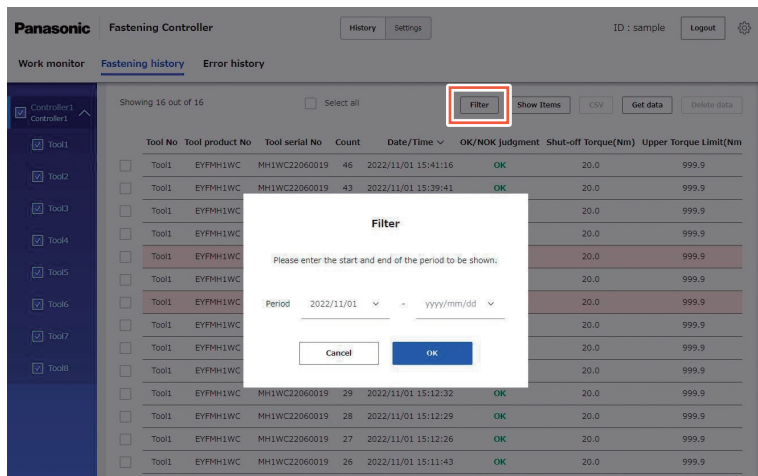 Panasonic Fastening Controller History Settings ID : sample Logout
Work monitor Fastening history Error history
Controller1
Controller1
Tool1
Tool2
Tool3
Tool4
Tool5
Tool6
Tool7
Tool8
Showing 16 out of 16 Select all Filter Show Items CSV Get data Delete data
Tool No Tool product No Tool serial No Count Date/Time OK/NOK judgment Shut-off Torque(Nm) Upper Torque Limit(Nm
Tool1 EYFMH1WC MH1WC22060019 46 2022/11/01 15:41:16 OK 20.0 999.9
Tool1 EYFMH1WC MH1WC22060019 43 2022/11/01 15:39:41 OK 20.0 999.9
Tool1 EYFMH1WC 20.0 999.9
Tool1 EYFMH1WC 20.0 999.9
Tool1 EYFMH1WC 20.0 999.9
Tool1 EYFMH1WC 20.0 999.9
Tool1 EYFMH1WC 20.0 999.9
Tool1 EYFMH1WC 20.0 999.9
Tool1 EYFMH1WC 20.0 999.9
Tool1 EYFMH1WC 20.0 999.9
Tool1 EYFMH1WC MH1WC22060019 29 2022/11/01 15:12:32 OK 20.0 999.9
Tool1 EYFMH1WC MH1WC22060019 28 2022/11/01 15:12:29 OK 20.0 999.9
Tool1 EYFMH1WC MH1WC22060019 27 2022/11/01 15:12:26 OK 20.0 999.9
Tool1 EYFMH1WC MH1WC22060019 26 2022/11/01 15:11:43 OK 20.0 999.9
Filter
Please enter the start and end of the period to be shown.
Period 2022/11/01 - yyyy/mm/dd
Cancel OK